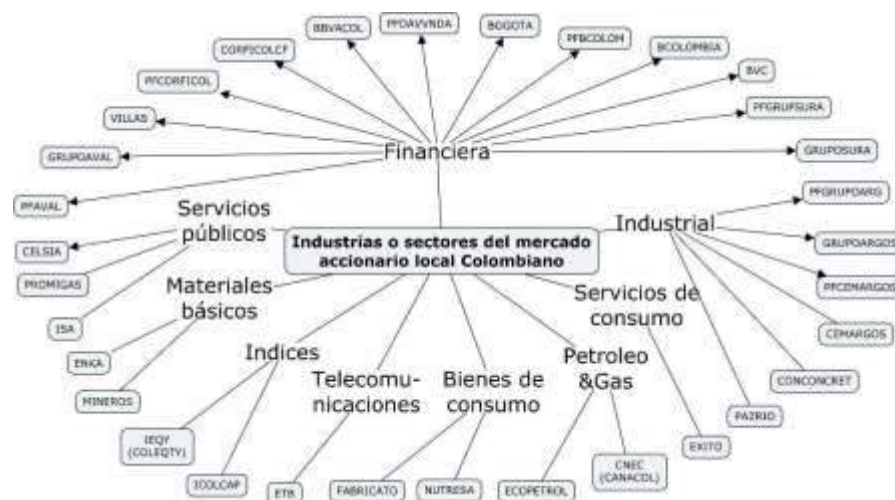 PFDAVVNDA
BBVACOL
BOGOTA
CORFICOLCF
PFBCOLOM
BCOLOMBIA
PFCORFICOL
BVC
VILLAS
PFGRUPSURA
GRUPOAVAL
Financiera
GRUPOSURA
PFAVAL
PFGRUPOARG
Servicios
públicos
Industrial
CELSIA
Industrias o sectores del mercado
accionario local Colombiano
GRUPOARGOS
PROMIGAS
PFCEMARGOS
Materiales
básicos
Servicios de
consumo
ISA
CEMARGOS
ENKA
Indices
Petroleo
&Gas
MINEROS
Telecomu-
nicaciones
Bienes de
consumo
CONCONCRET
PAZRIO
IEQY
(COLEQTY)
EXITO
ICOLCAP
CNEC
(CANACOL)
ETB
FABRICATO
NUTRESA
ECOPETROL